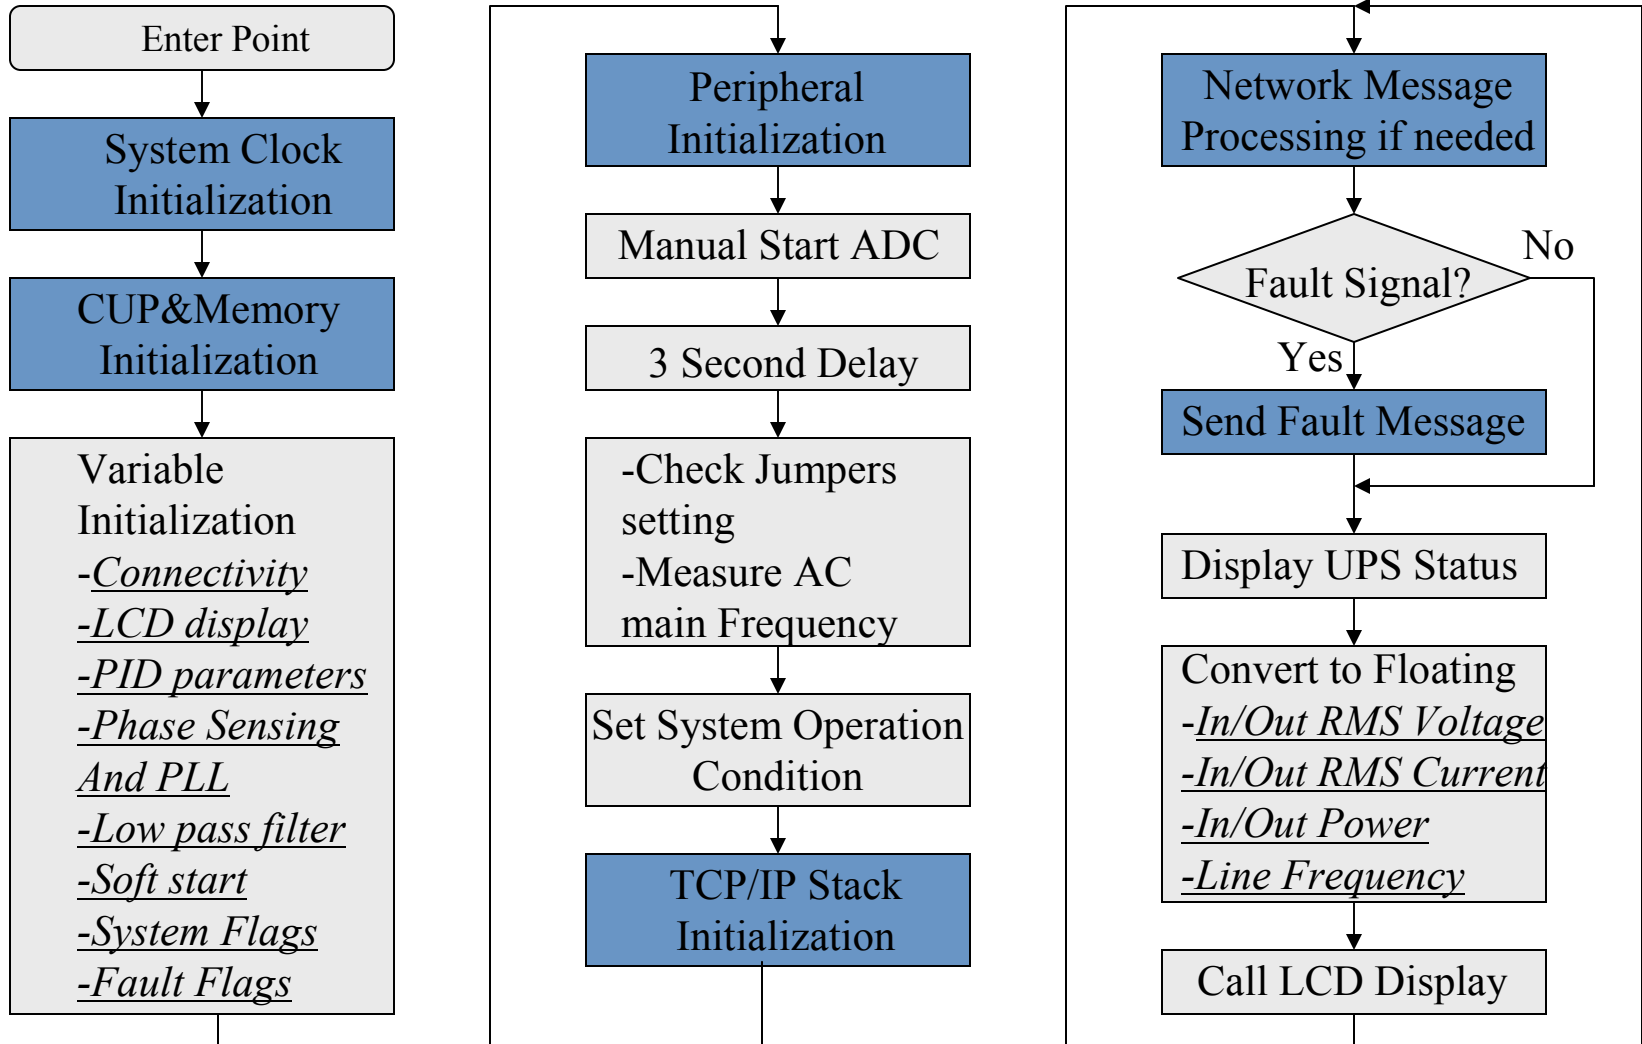 Enter Point
System Clock
Initialization
CUP&Memory
Initialization
Variable
Initialization
-Connectivity
-LCD display
-PID parameters
-Phase Sensing
And PLL
-Low pass filter
-Soft start
-System Flags
-Fault Flags
Peripheral
Initialization
Manual Start ADC
3 Second Delay
-Check Jumpers
setting
-Measure AC
main Frequency
Set System Operation
Condition
TCP/IP Stack
Initialization
Network Message
Processing if needed
Fault Signal?
No
Yes
Send Fault Message
Display UPS Status
Convert to Floating
-In/Out RMS Voltage
-In/Out RMS Current
-In/Out Power
-Line Frequency
Call LCD Display